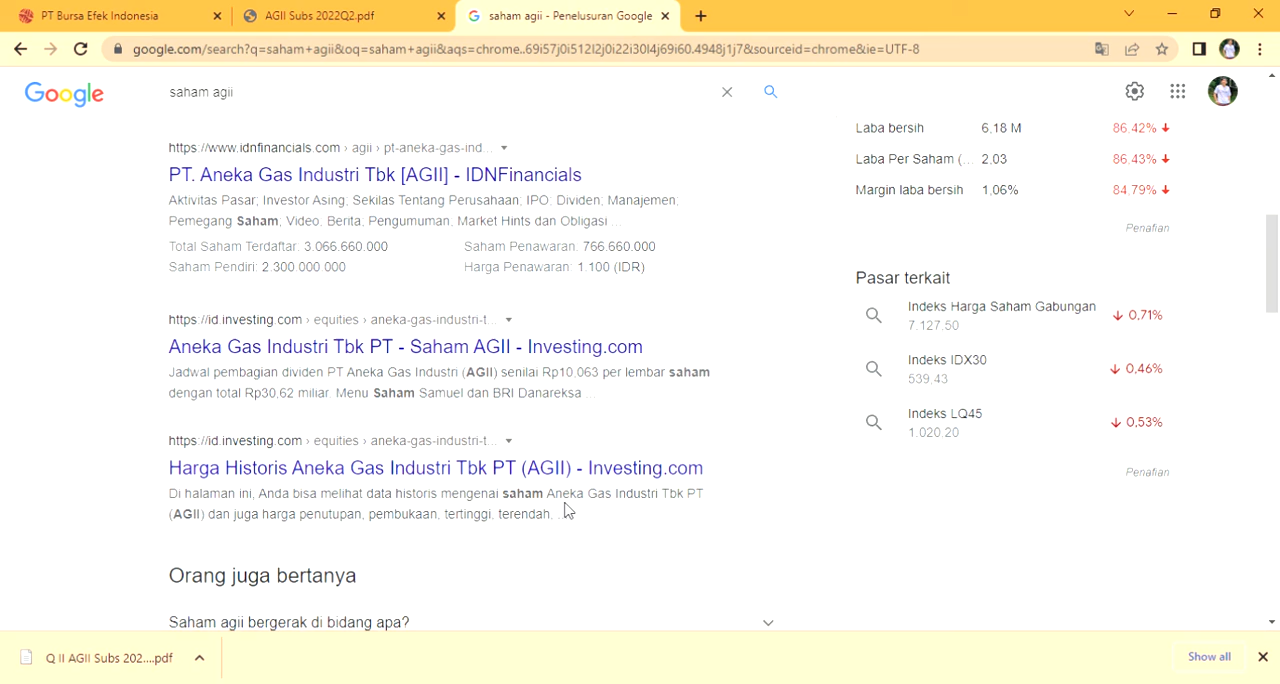 PT Bursa Efek Indonesia
AGII Subs 2022Q2.pdf
saham agii - Penelusuran Google
google.com/search?q=saham+agii&oq=saham+agii&aqs=chrome..69i57j0i512l2j0i22i30l4j69i60.4948j1j7&sourceid=chrome&ie=UTF-8
Google
saham agii
https://www.idnfinancials.com › agii › pt-aneka-gas-ind...
PT. Aneka Gas Industri Tbk [AGII] - IDNFinancials
Aktivitas Pasar; Investor Asing; Sekilas Tentang Perusahaan; IPO; Dividen; Manajemen;
Pemegang Saham; Video, Berita, Pengumuman, Market Hints dan Obligasi ...
Total Saham Terdaftar: 3.066.660.000
Saham Penawaran: 766.660.000
Saham Pendiri: 2.300.000.000
Harga Penawaran: 1.100 (IDR)
https://id.investing.com › equities › aneka-gas-industri-t...
Aneka Gas Industri Tbk PT - Saham AGII - Investing.com
Jadwal pembagian dividen PT Aneka Gas Industri (AGII) senilai Rp10,063 per lembar saham
dengan total Rp30,62 miliar. Menu Saham Samuel dan BRI Danareksa ...
https://id.investing.com › equities › aneka-gas-industri-t...
Harga Historis Aneka Gas Industri Tbk PT (AGII) - Investing.com
Di halaman ini, Anda bisa melihat data historis mengenai saham Aneka Gas Industri Tbk PT
(AGII) dan juga harga penutupan, pembukaan, tertinggi, terendah, ...
Orang juga bertanya
Saham agii bergerak di bidang apa?
Laba bersih 6,18 M 86.42%
Laba Per Saham (... 2,03 86,43%
Margin laba bersih 1,06% 84.79%
Penafian
Pasar terkait
Indeks Harga Saham Gabungan
7.127,50
0,71%
Indeks IDX30
539,43
0,46%
Indeks LQ45
1.020,20
0,53%
Penafian
Q II AGII Subs 202....pdf
Show all